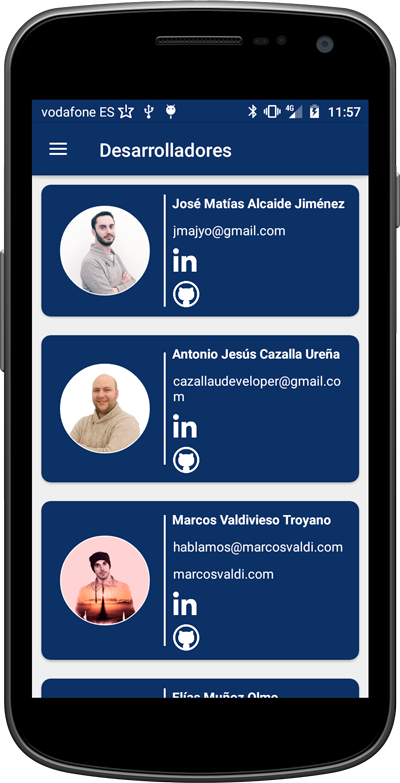 vodafone ES 4G 11:57
Desarrolladores
José Matías Alcaide Jiménez
jmajyo@gmail.com
in
Antonio Jesús Cazalla Ureña
cazallaudeveloper@gmail.co
m
in
Marcos Valdivieso Troyano
hablamos@marcosvaldi.com
marcosvaldi.com
in
Elías Muñoz Olmo